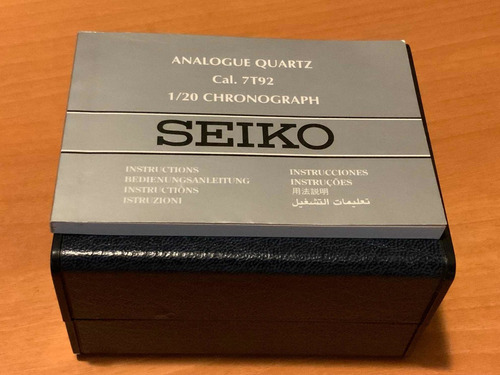 ANALOGUE QUARTZ
Cal. 7T92
1/20 CHRONOGRAPH
SEIKO
INSTRUCTIONS
BEDIENUNGSANLEITUNG
INSTRUCTIONS
ISTRUZIONI
INSTRUCCIONES
INSTRUÇÕES
用法説明
تعليمات التشغيل